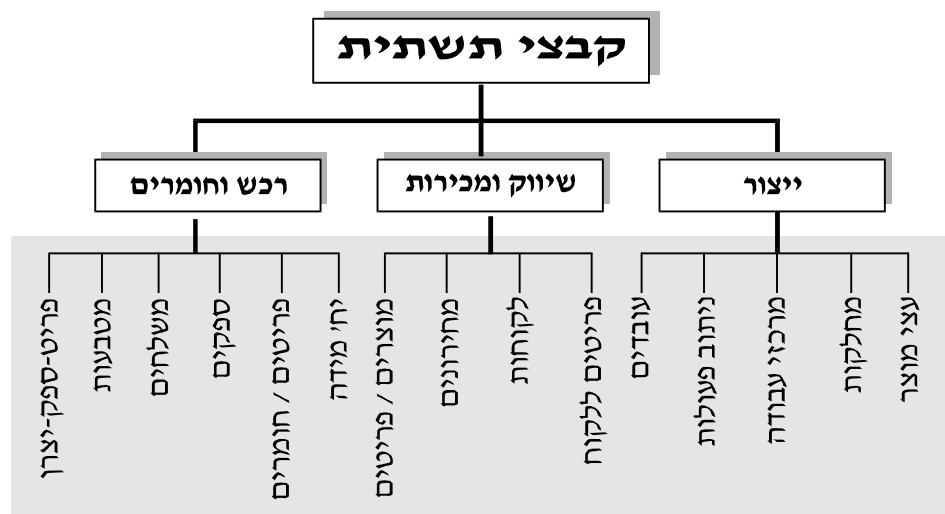 קבצי תשתית
ייצור
שיווק ומכירות
רכש וחומרים
עצי מוצר
מחלקות
מרכזי עבודה
ניתוב פעולות
עובדים
פריטים ללקוח
לקוחות
מחירונים
מוצרים / פריטים
יח׳ מידה
פריטים / חומרים
ספקים
משלחים
מטבעות
פריט-ספק-יצרן